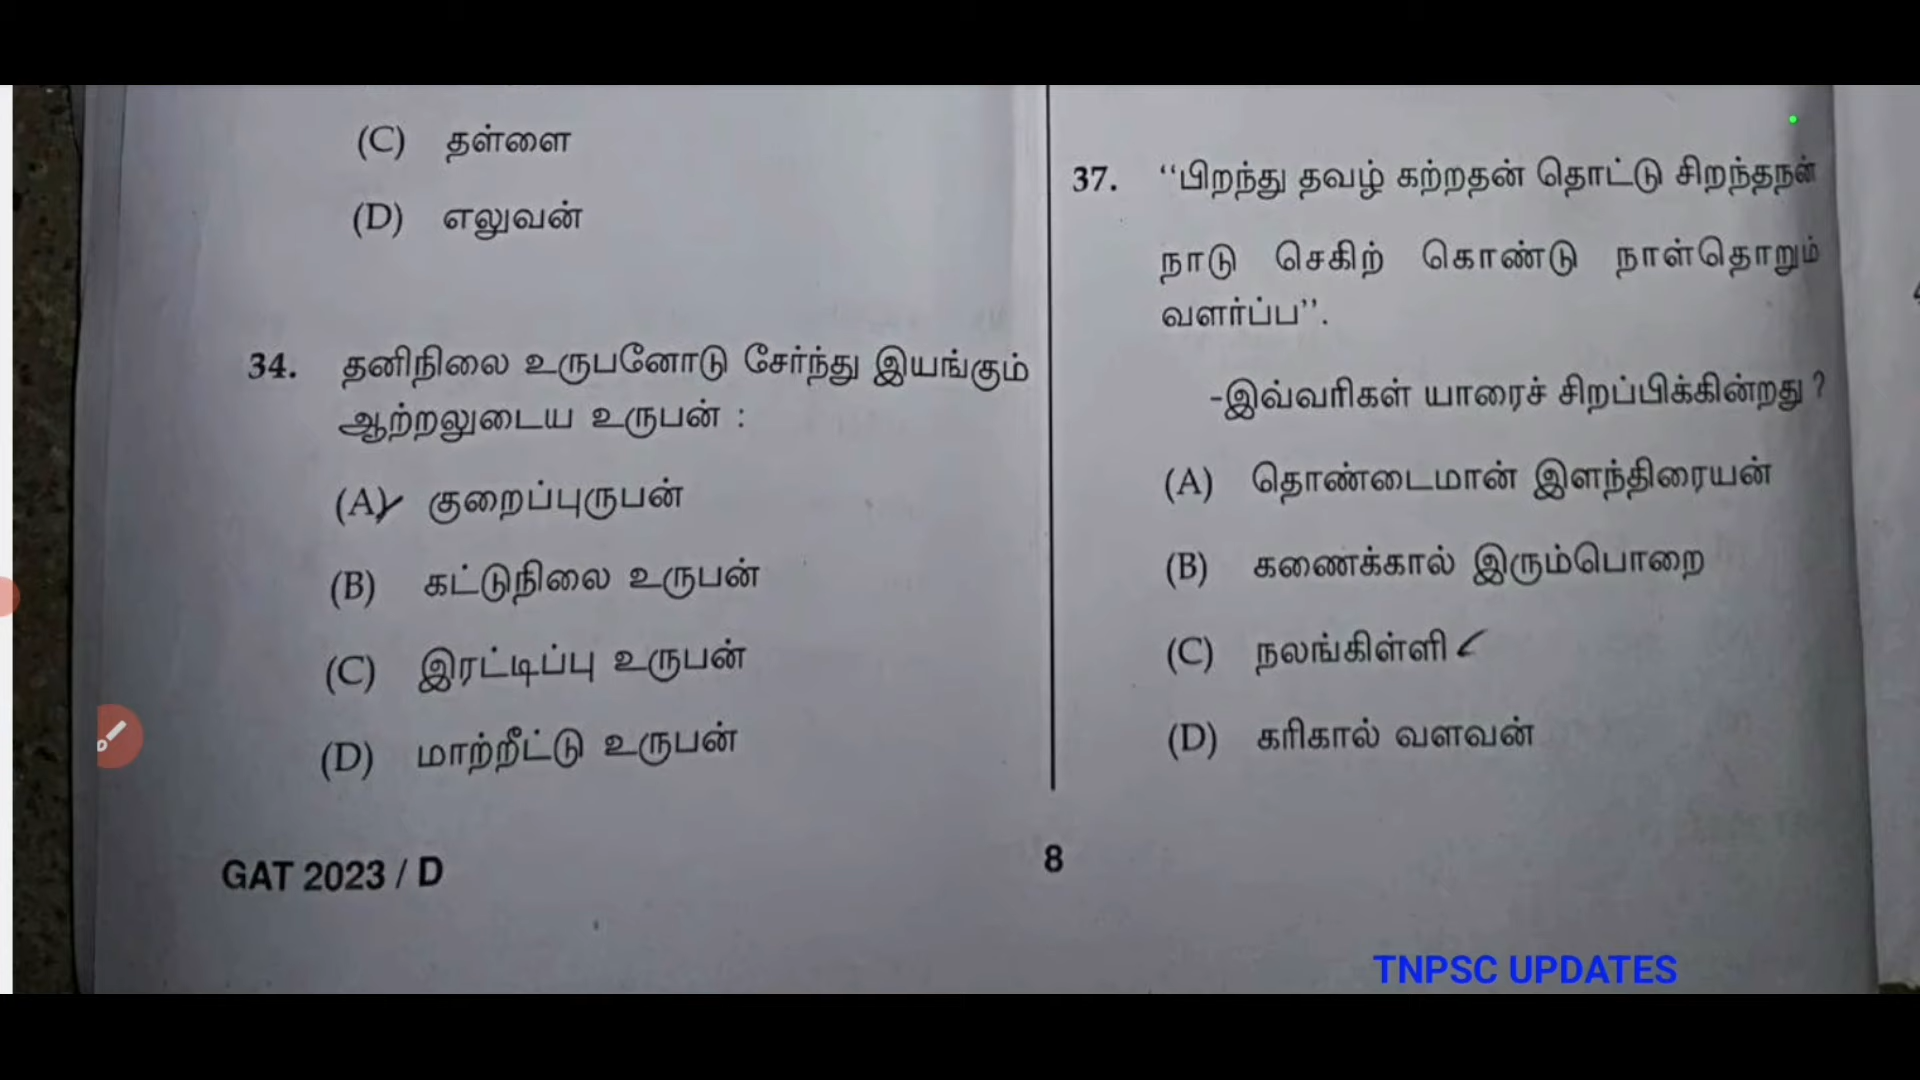 (C) தள்ளை
(D) எலுவன்
34. தனிநிலை உருபனோடு சேர்ந்து இயங்கும்
ஆற்றலுடைய உருபன் :
(A) குறைப்புருபன்
(B) கட்டுநிலை உருபன்
(C) இரட்டிப்பு உருபன்
(D) மாற்றீட்டு உருபன்
GAT 2023 / D
8
37. “பிறந்து தவழ் கற்றதன் தொட்டு சிறந்தநன்
நாடு செகிற் கொண்டு நாள்தொறும்
வளர்ப்ப”.
-இவ்வரிகள் யாரைச் சிறப்பிக்கின்றது ?
(A) தொண்டைமான் இளந்திரையன்
(B) கணைக்கால் இரும்பொறை
(C) நலங்கிள்ளி
(D) கரிகால் வளவன்
TNPSC UPDATES